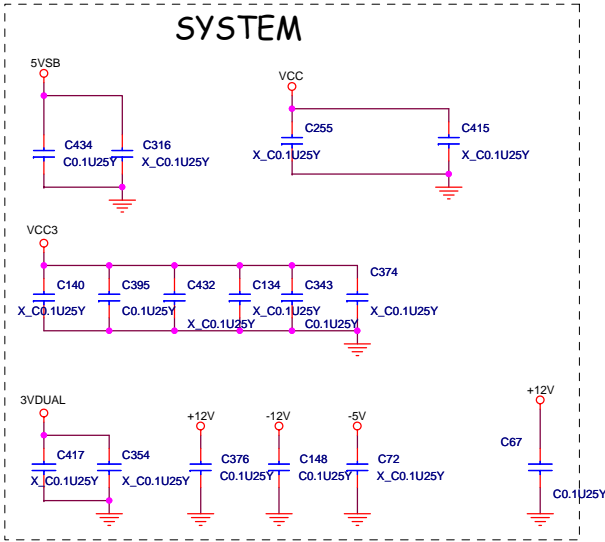 SYSTEM
5VSB
C434
C0.1U25Y
C316
X_C0.1U25Y
VCC
C255
X_C0.1U25Y
C415
X_C0.1U25Y
VCC3
C140
X_C0.1U25Y
C395
C0.1U25Y
C432
X_C0.1U25Y
C134
X_C0.1U25Y
C343
C0.1U25Y
C374
X_C0.1U25Y
3VDUAL
C417
X_C0.1U25Y
C354
X_C0.1U25Y
+12V
C376
C0.1U25Y
-12V
C148
C0.1U25Y
-5V
C72
X_C0.1U25Y
+12V
C67
C0.1U25Y